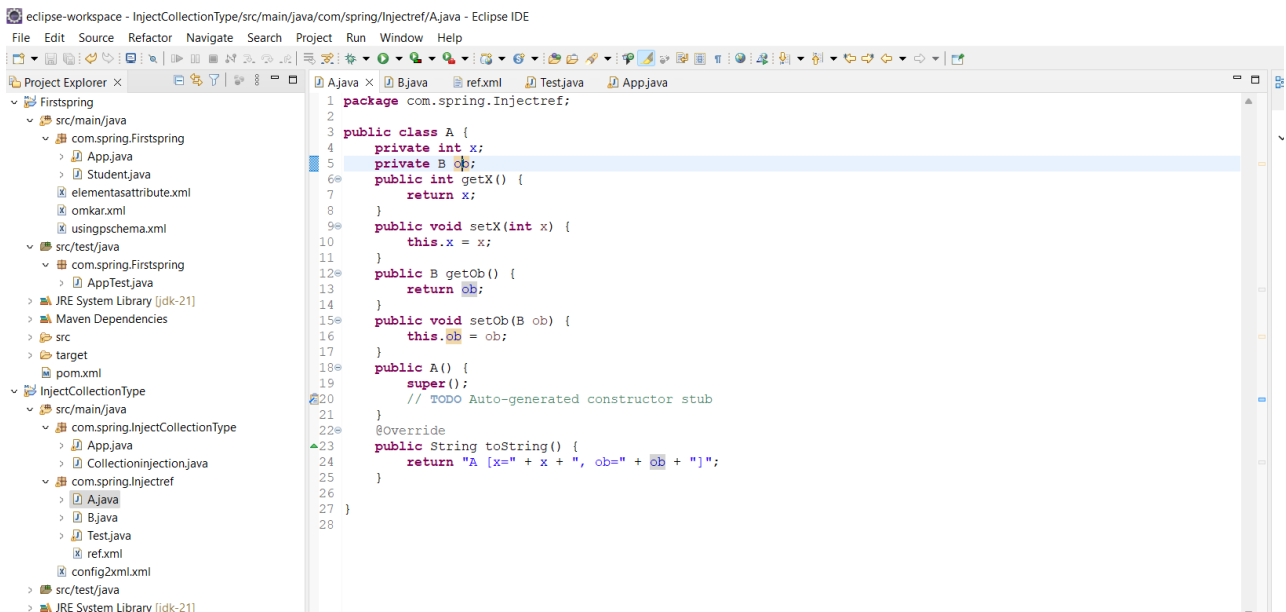 eclipse-workspace - InjectCollectionType/src/main/java/com/spring/Injectref/A.java - Eclipse IDE
File Edit Source Refactor Navigate Search Project Run Window Help
Project Explorer
Firstspring
src/main/java
com.spring.Firstspring
App.java
Student.java
elementasattribute.xml
omkar.xml
usingpschema.xml
src/test/java
com.spring.Firstspring
AppTest.java
JRE System Library [jdk-21]
Maven Dependencies
src
target
pom.xml
InjectCollectionType
src/main/java
com.spring.InjectCollectionType
App.java
Collectioninjection.java
com.spring.Injectref
A.java
B.java
Test.java
ref.xml
config2xml.xml
src/test/java
JRE System Library [jdk-21]
A.java B.java ref.xml Test.java App.java
1 package com.spring.Injectref;
2
3 public class A {
4 private int x;
5 private B ob;
6 public int getX() {
7 return x;
8 }
9 public void setX(int x) {
10 this.x = x;
11 }
12 public B getOb() {
13 return ob;
14 }
15 public void setOb(B ob) {
16 this.ob = ob;
17 }
18 public A() {
19 super();
20 // TODO Auto-generated constructor stub
21 }
22 @Override
23 public String toString() {
24 return "A [x=" + x + ", ob=" + ob + "]";
25 }
26
27 }
28